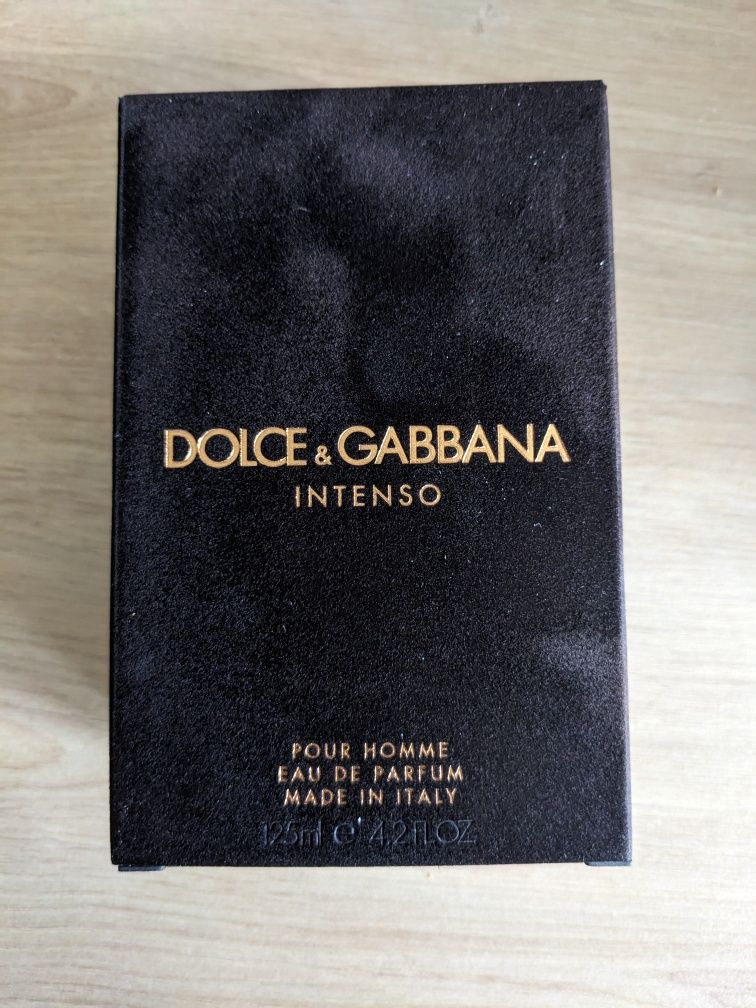 DOLCE & GABBANA
INTENSO
POUR HOMME
EAU DE PARFUM
MADE IN ITALY
125ml e 4.2 FL.OZ